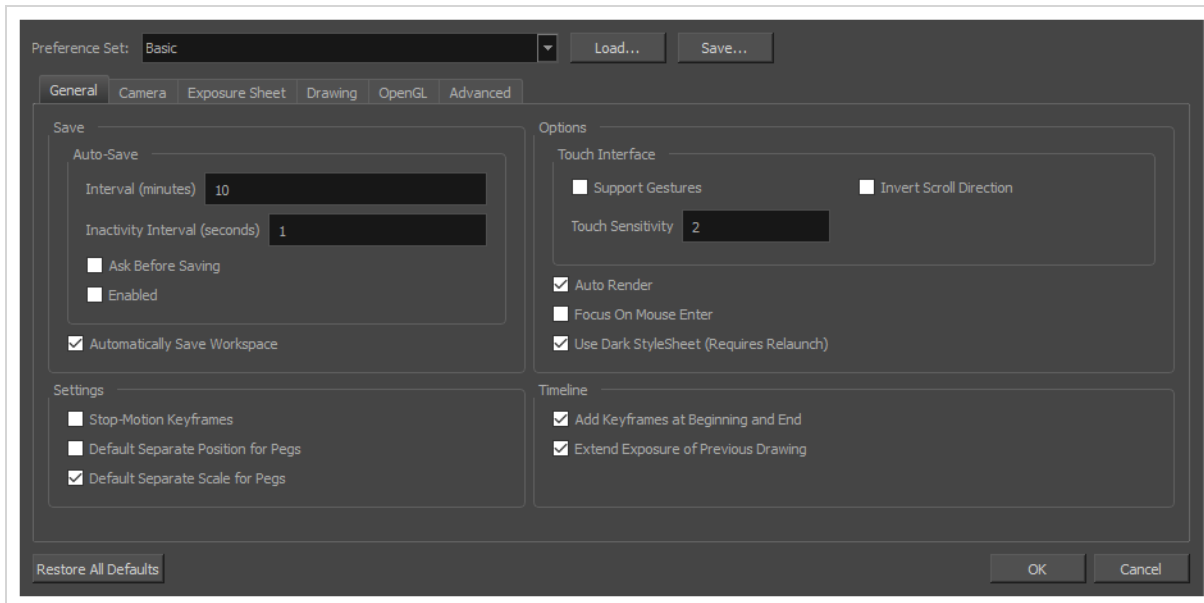 Preference Set: Basic Load... Save...
General Camera Exposure Sheet Drawing OpenGL Advanced
Save
Auto-Save
Interval (minutes) 10
Inactivity Interval (seconds) 1
Ask Before Saving
Enabled
Automatically Save Workspace
Options
Touch Interface
Support Gestures Invert Scroll Direction
Touch Sensitivity 2
Auto Render
Focus On Mouse Enter
Use Dark StyleSheet (Requires Relaunch)
Settings
Stop-Motion Keyframes
Default Separate Position for Pegs
Default Separate Scale for Pegs
Timeline
Add Keyframes at Beginning and End
Extend Exposure of Previous Drawing
Restore All Defaults OK Cancel